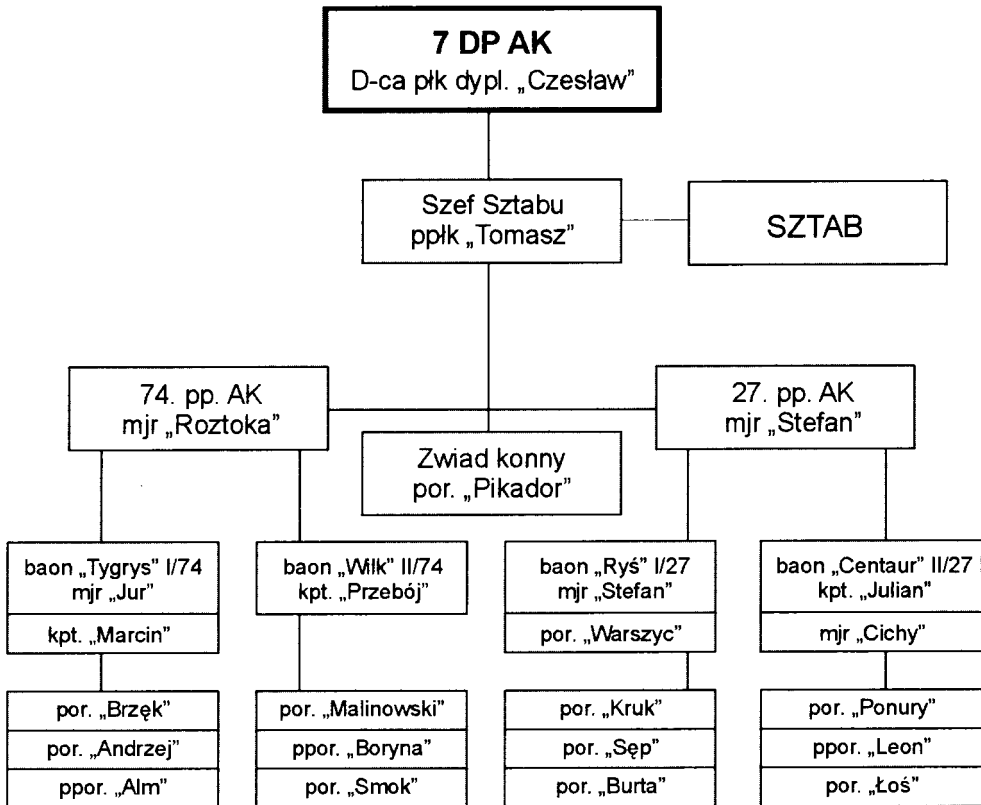 7 DP AK
D-ca płk dypl. „Czesław”
Szef Sztabu
ppłk „Tomasz”
SZTAB
74. pp. AK
mjr „Roztoka”
27. pp. AK
mjr „Stefan”
Zwiad konny
por. „Pikador”
baon „Tygrys” I/74
mjr „Jur”
kpt. „Marcin”
baon „Wilk” II/74
kpt. „Przebój”
baon „Ryś” I/27
mjr „Stefan”
por. „Warszyc”
baon „Centaur” II/27
kpt. „Julian”
mjr „Cichy”
por. „Brzęk”
por. „Andrzej”
ppor. „Alm”
por. „Malinowski”
ppor. „Boryna”
por. „Smok”
por. „Kruk”
por. „Sęp”
por. „Burta”
por. „Ponury”
ppor. „Leon”
por. „Łoś”